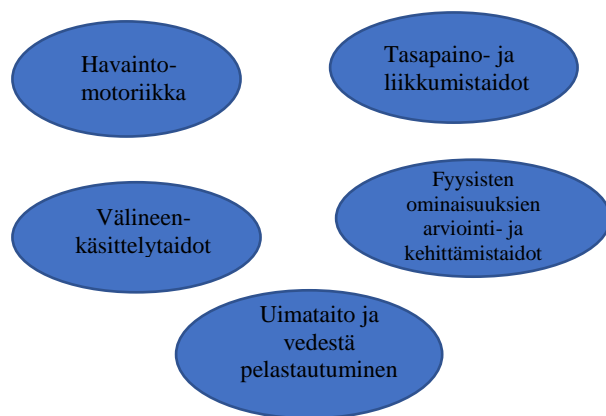 Havainto-
motoriikka
Tasapaino- ja
liikkumistaidot
Välineen-
käsittelytaidot
Fyysisten
ominaisuuksien
arviointi- ja
kehittämistaidot
Uimataito ja
vedestä
pelastautuminen